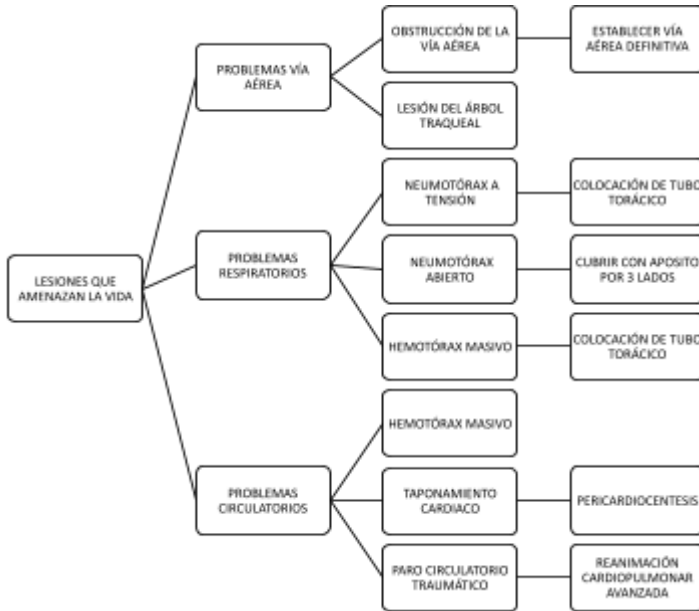 OBSTRUCCIÓN DE LA
VÍA AÉREA
ESTABLECER VÍA
AÉREA DEFINITIVA
PROBLEMAS VÍA
AÉREA
LESIÓN DEL ÁRBOL
TRAQUEAL
NEUMOTÓRAX A
TENSIÓN
COLOCACIÓN DE TUBO
TORÁCICO
LESIONES QUE
AMENAZAN LA VIDA
PROBLEMAS
RESPIRATORIOS
NEUMOTÓRAX
ABIERTO
CUBRIR CON APOSITO
POR 3 LADOS
HEMOTÓRAX MASIVO
COLOCACIÓN DE TUBO
TORÁCICO
HEMOTÓRAX MASIVO
PROBLEMAS
CIRCULATORIOS
TAPONAMIENTO
CARDIACO
PERICARDIOCENTESIS
PARO CIRCULATORIO
TRAUMÁTICO
REANIMACIÓN
CARDIOPULMONAR
AVANZADA